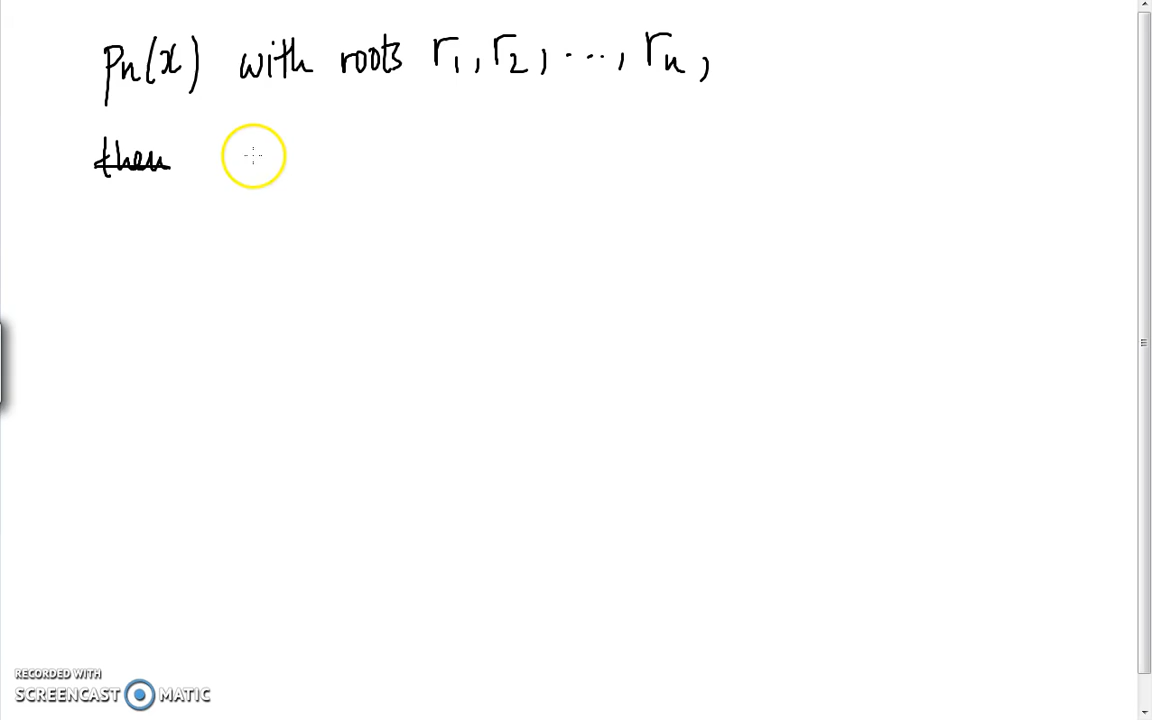 Pn(x) with roots r1, r2, ..., rn,
then
RECORDED WITH
SCREENCAST MATIC